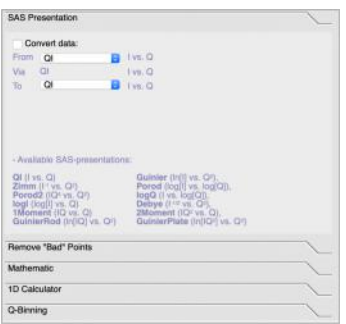 SAS Presentation
Convert data:
From QI I vs. Q
Via QI I vs. Q
To QI I vs. Q
- Available SAS-presentations:
QI (I vs. Q) Guinier (ln[I] vs. Q²),
Zimm (I⁻¹ vs. Q²) Porod (log[I] vs. log[Q]),
Porod2 (IQ⁴ vs. Q²) logQ (I vs. log[Q]),
logI (log[I] vs. Q) Debye (I⁻¹/² vs. Q²),
1Moment (IQ vs. Q) 2Moment (IQ² vs. Q),
GuinierRod (ln[IQ] vs. Q²) GuinierPlate (ln[IQ²] vs. Q²)
Remove "Bad" Points
Mathematic
1D Calculator
Q-Binning